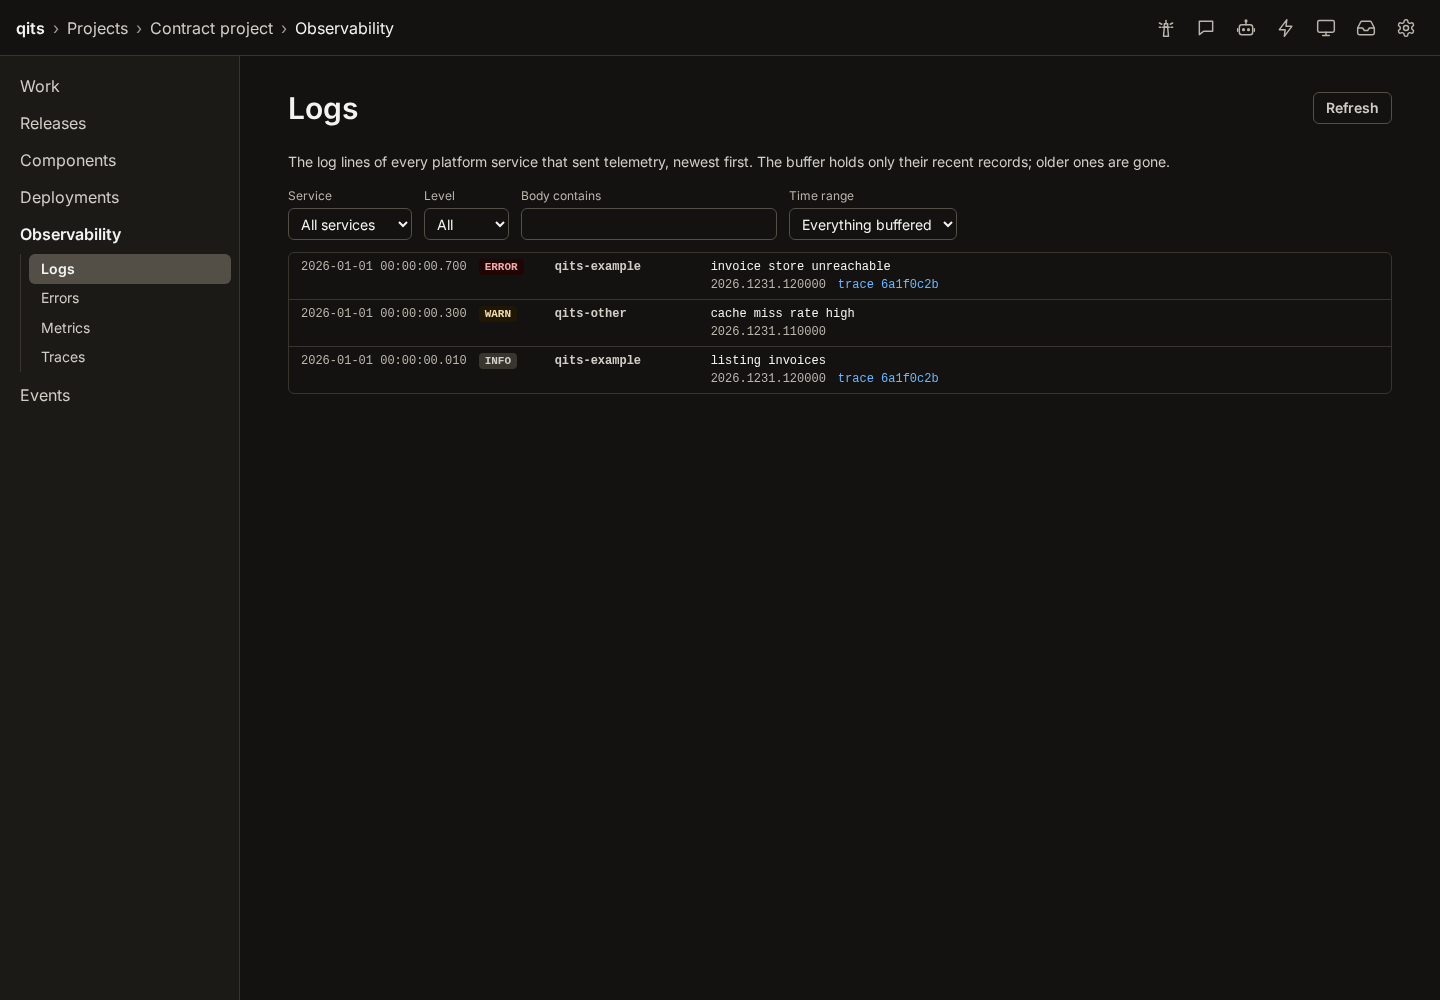 qits › Projects › Contract project › Observability
Work
Releases
Components
Deployments
Observability
Logs
Errors
Metrics
Traces
Events
Logs
Refresh
The log lines of every platform service that sent telemetry, newest first. The buffer holds only their recent records; older ones are gone.
Service Level Body contains Time range
All services All Everything buffered
2026-01-01 00:00:00.700 ERROR qits-example invoice store unreachable
2026.1231.120000 trace 6a1f0c2b
2026-01-01 00:00:00.300 WARN qits-other cache miss rate high
2026.1231.110000
2026-01-01 00:00:00.010 INFO qits-example listing invoices
2026.1231.120000 trace 6a1f0c2b